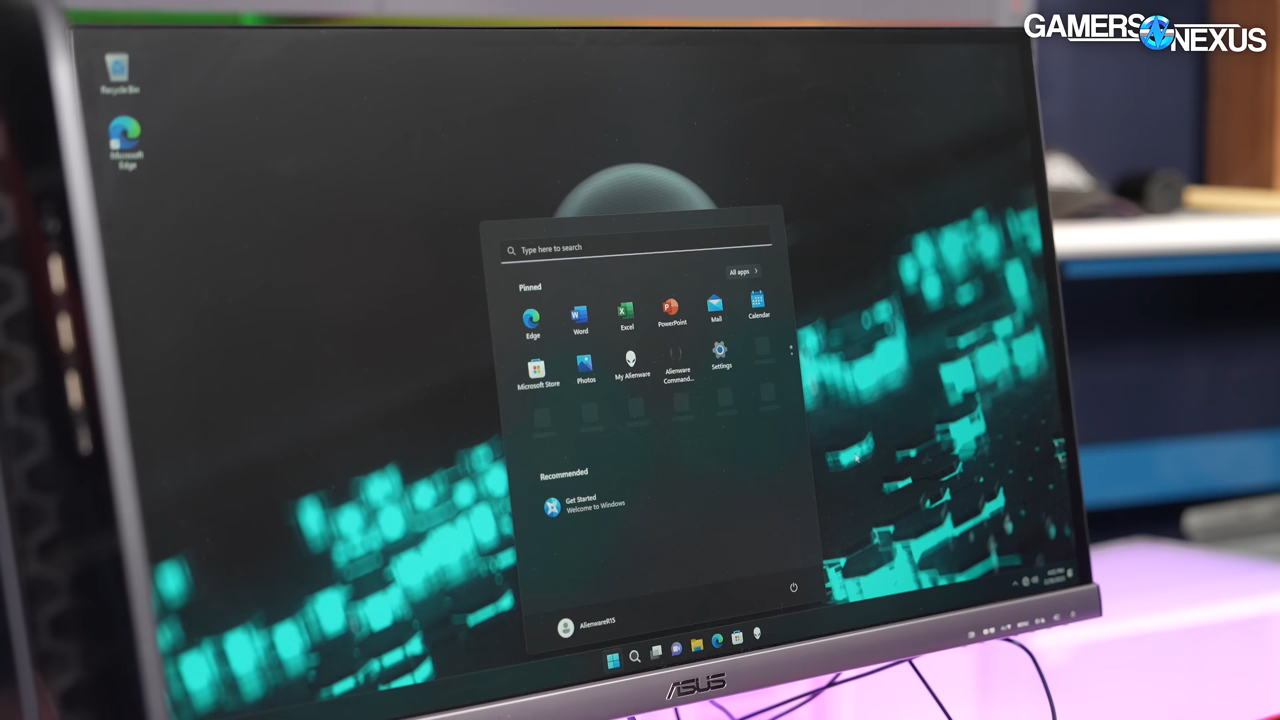 GAMERS NEXUS
Recycle Bin
Microsoft
Edge
Type here to search
All apps >
Pinned
Edge
Word
Excel
PowerPoint
Mail
Calendar
Microsoft Store
Photos
My Alienware
Alienware
Command...
Settings
Recommended
Get Started
Welcome to Windows
AlienwareR15
ASUS